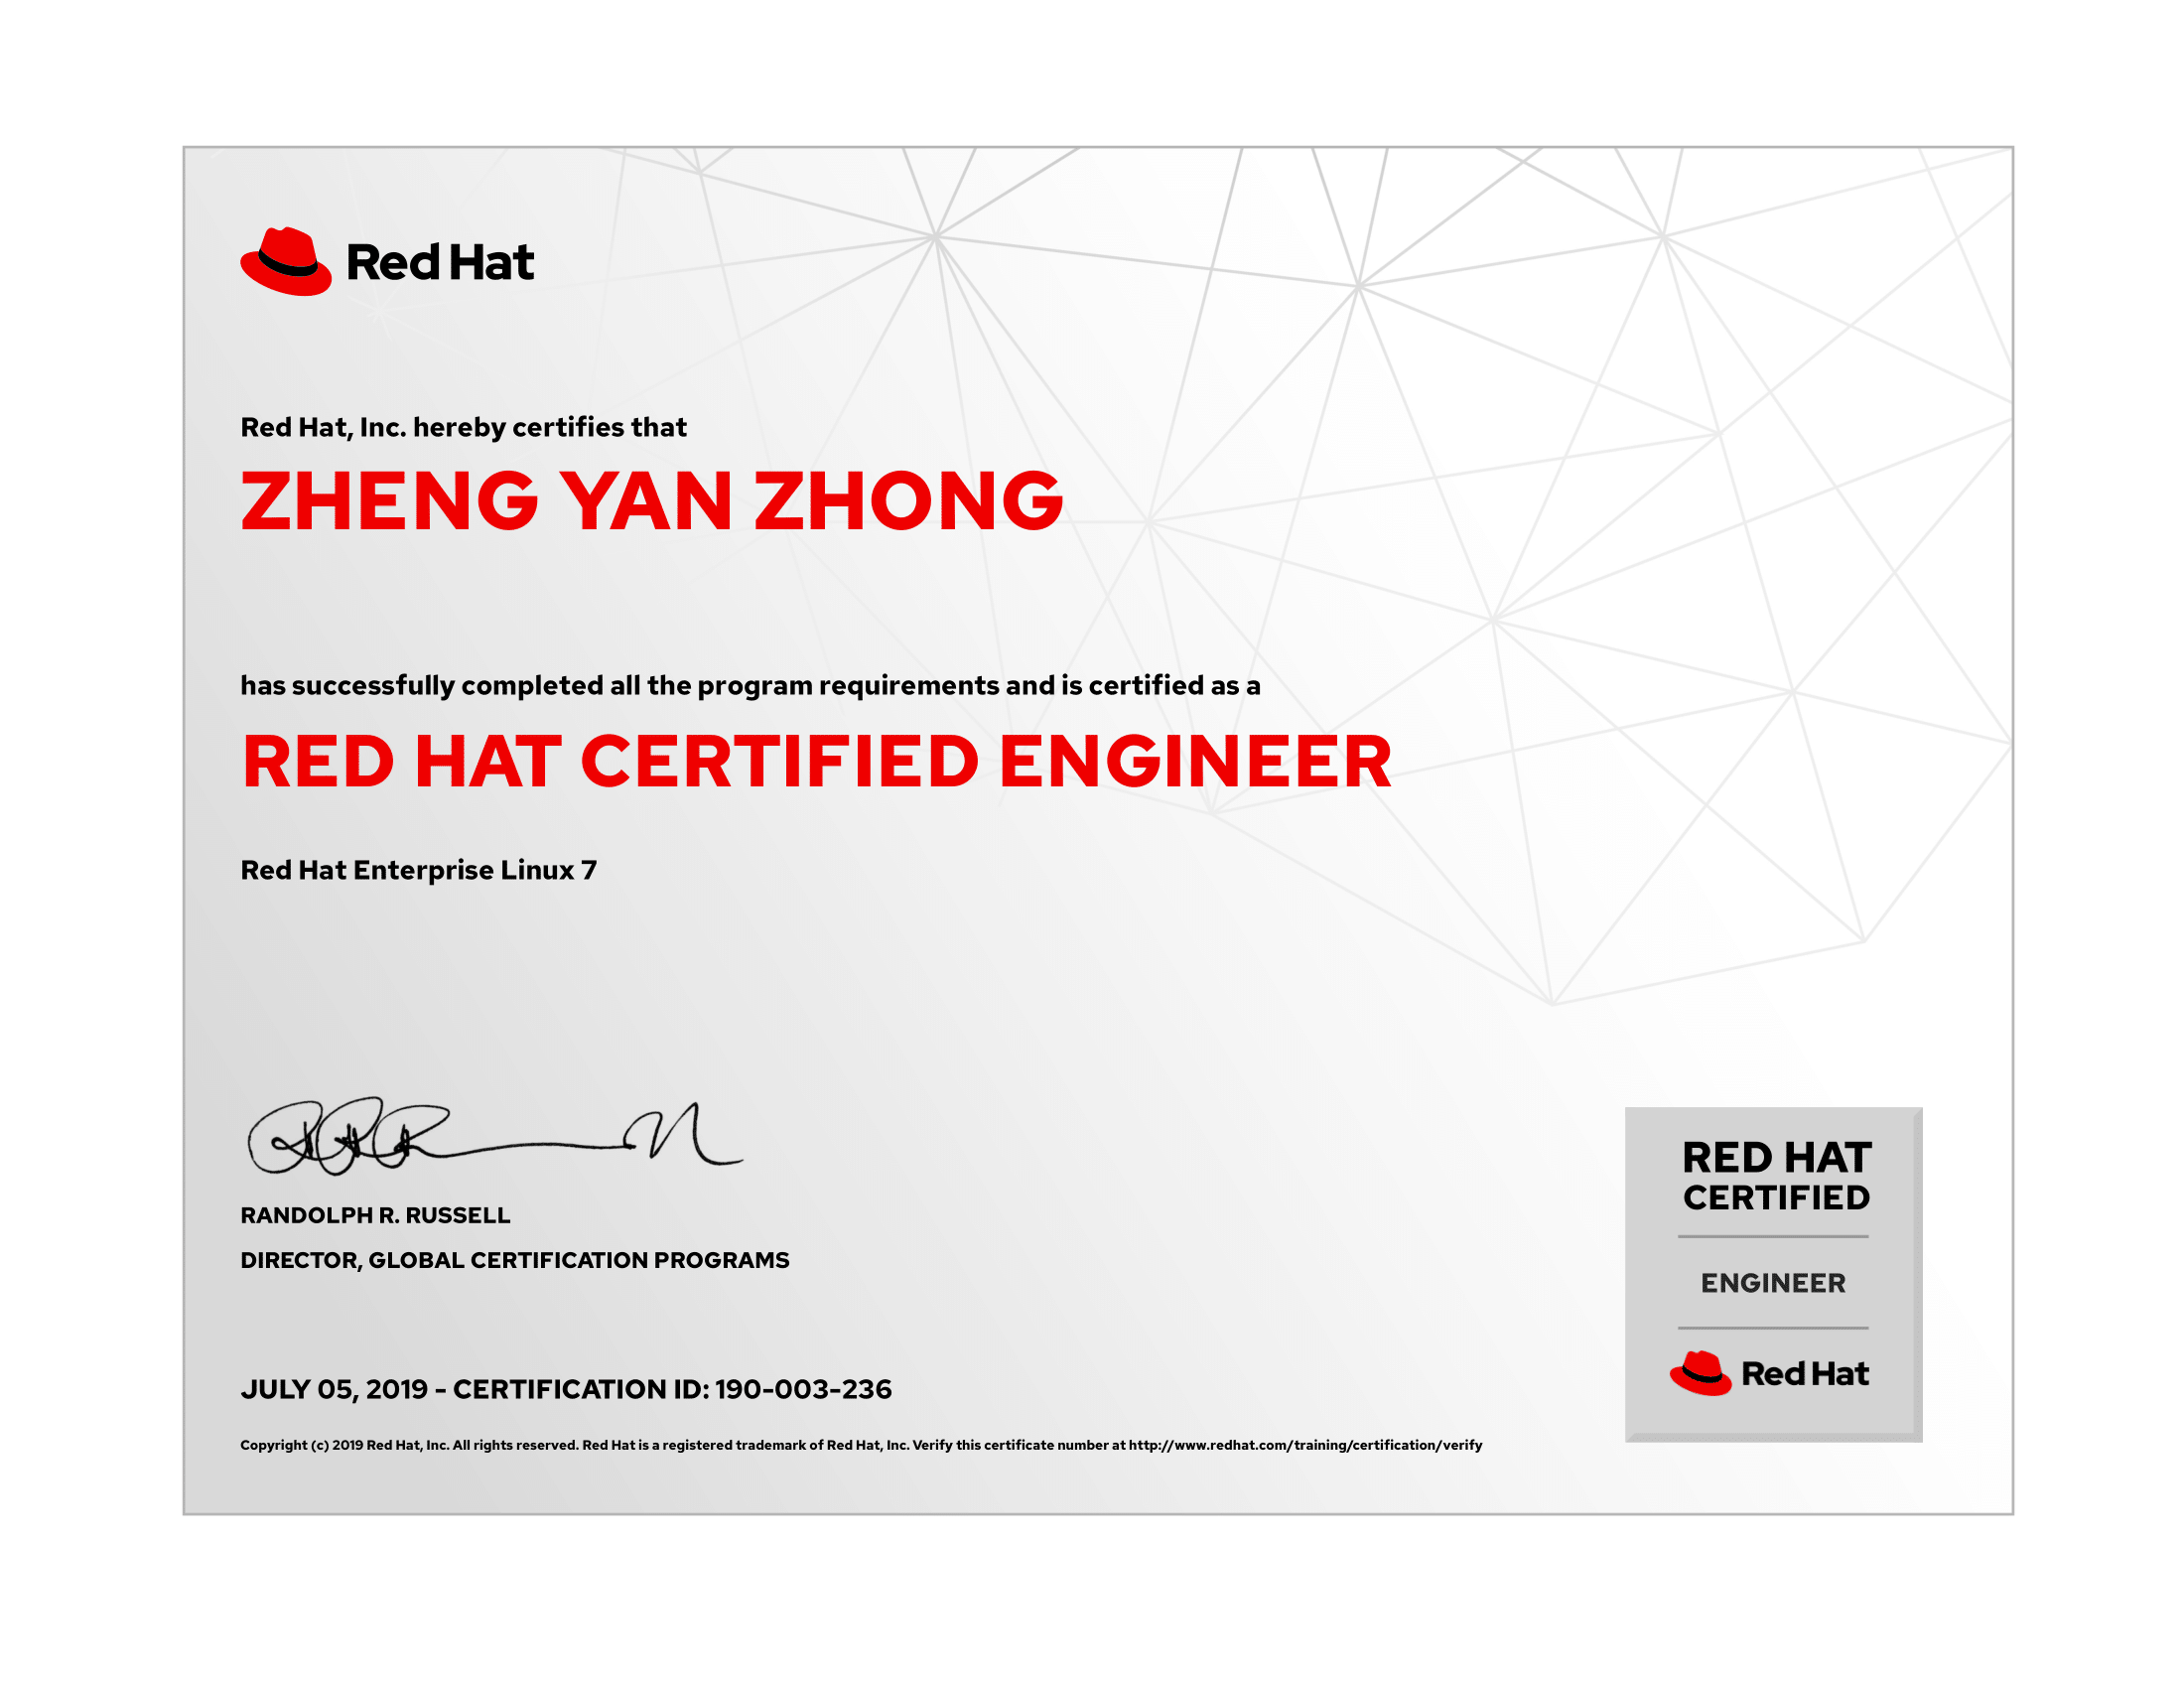 Red Hat
Red Hat, Inc. hereby certifies that
ZHENG YAN ZHONG
has successfully completed all the program requirements and is certified as a
RED HAT CERTIFIED ENGINEER
Red Hat Enterprise Linux 7
RANDOLPH R. RUSSELL
DIRECTOR, GLOBAL CERTIFICATION PROGRAMS
JULY 05, 2019 - CERTIFICATION ID: 190-003-236
Copyright (c) 2019 Red Hat, Inc. All rights reserved. Red Hat is a registered trademark of Red Hat, Inc. Verify this certificate number at http://www.redhat.com/training/certification/verify
RED HAT
CERTIFIED
ENGINEER
Red Hat